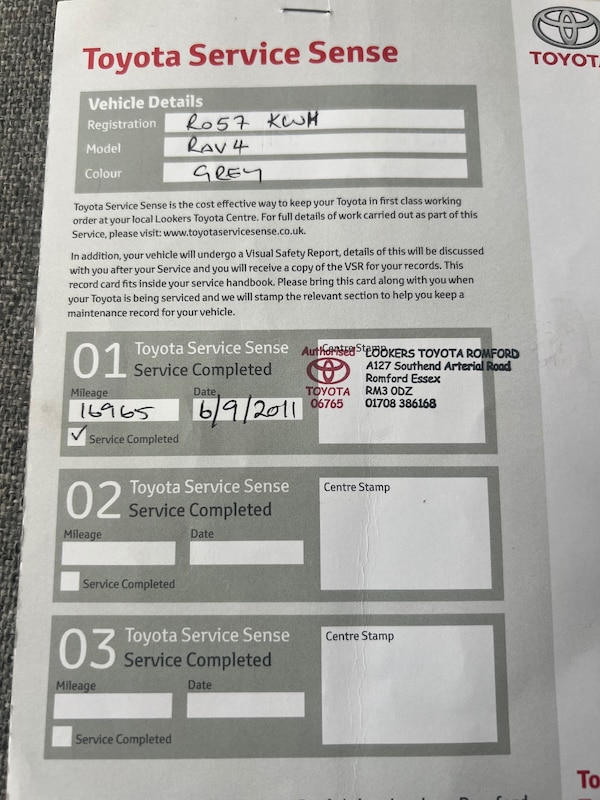 TOYOT
Toyota Service Sense
Vehicle Details
Registration RO57 KWH
Model RAV4
Colour GREY
Toyota Service Sense is the cost effective way to keep your Toyota in first class working
order at your local Lookers Toyota Centre. For full details of work carried out as part of this
Service, please visit: www.toyotaservicesense.co.uk.
In addition, your vehicle will undergo a Visual Safety Report, details of this will be discussed
with you after your Service and you will receive a copy of the VSR for your records. This
record card fits inside your service handbook. Please bring this card along with you when
your Toyota is being serviced and we will stamp the relevant section to help you keep a
maintenance record for your vehicle.
01 Toyota Service Sense
Service Completed
Mileage Date
16965 6/9/2011
Service Completed
Centre Stamp
Authorised
TOYOTA
06765
LOOKERS TOYOTA ROMFORD
A127 Southend Arterial Road
Romford Essex
RM3 0DZ
01708 386168
02 Toyota Service Sense
Service Completed
Mileage Date
Service Completed
Centre Stamp
03 Toyota Service Sense
Service Completed
Mileage Date
Service Completed
Centre Stamp
To